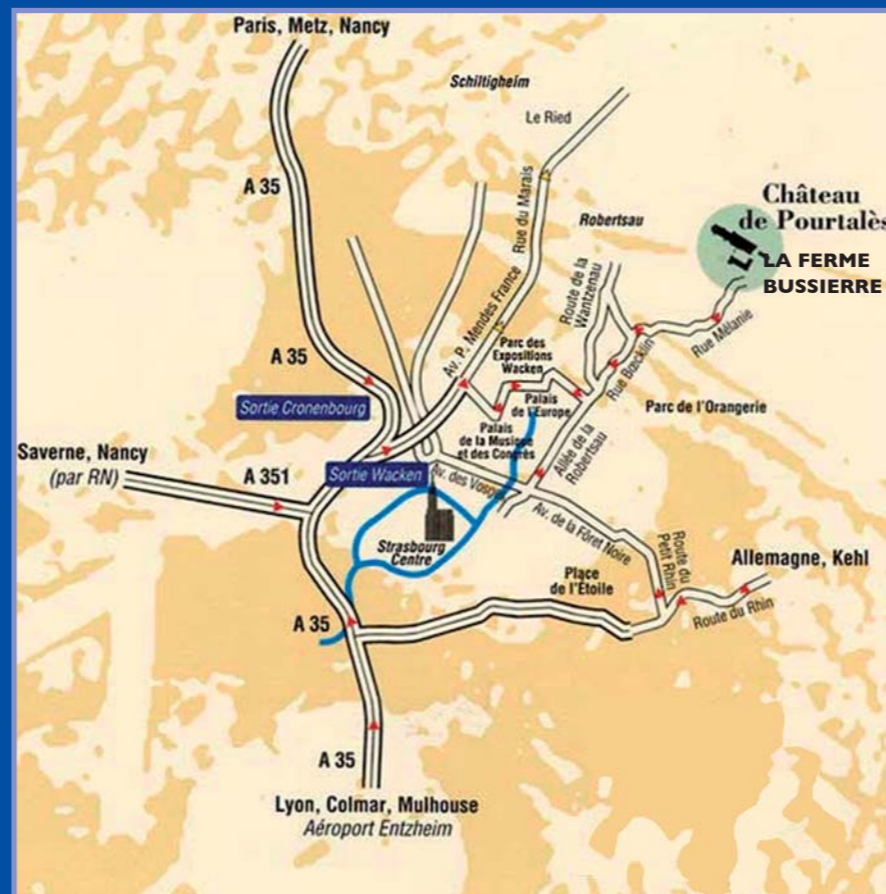 Paris, Metz, Nancy
Schiltigheim
Le Ried
A 35
Rue du Marais
Robertsau
Château
de Pourtalès
LA FERME
BUSSIERRE
Route de la
Wantzenau
Av. P. Mendes France
Rue Mélanie
A 35
Parc des
Expositions
Wacken
Rue Bœcklin
Sortie Cronenbourg
Palais
de l'Europe
Parc de l'Orangerie
Palais
de la Musique
et des Congrès
Allée de la
Robertsau
Saverne, Nancy
(par RN)
A 351
Sortie Wacken
Av. des Vosges
Av. de la Fôret Noire
Strasbourg
Centre
Route du
Petit Rhin
Allemagne, Kehl
Place
de l'Étoile
Route du Rhin
A 35
A 35
Lyon, Colmar, Mulhouse
Aéroport Entzheim